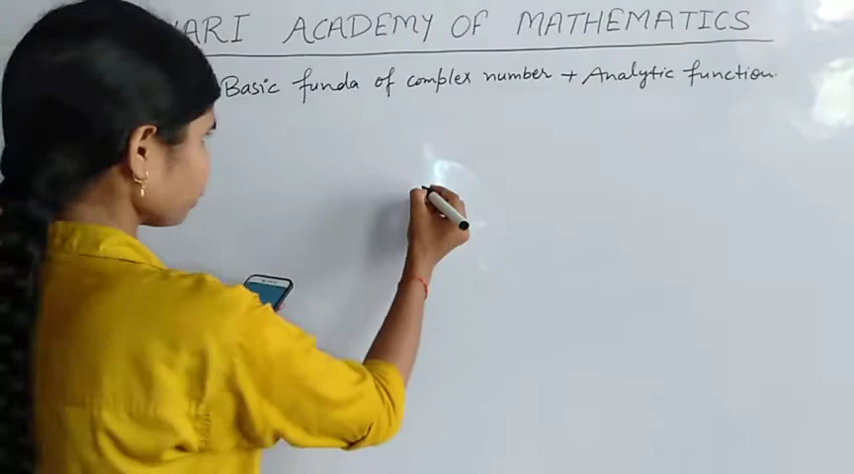 ARI ACADEMY OF MATHEMATICS
Basic funda of complex number + Analytic function